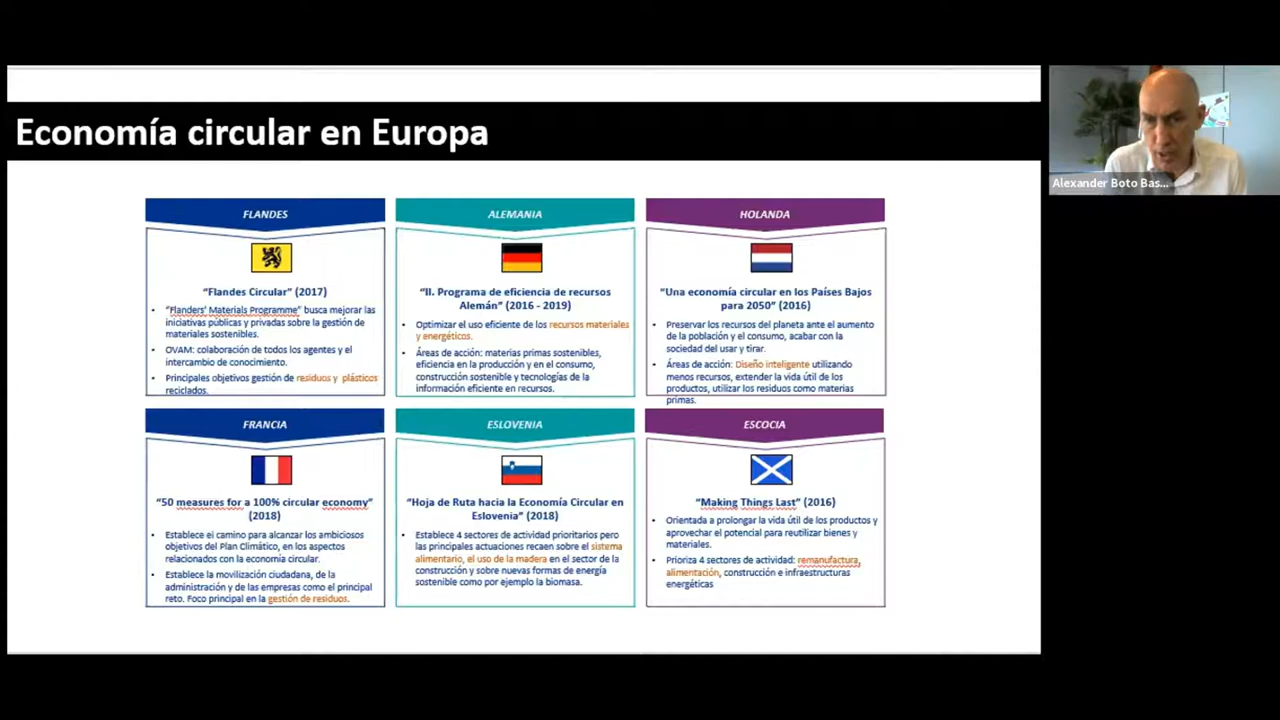 Economía circular en Europa
Alexander Boto Bas...
FLANDES
"Flandes Circular" (2017)
• "Flanders' Materials Programme" busca mejorar las
iniciativas públicas y privadas sobre la gestión de
materiales sostenibles.
• OVAM: colaboración de todos los agentes y el
intercambio de conocimiento.
• Principales objetivos gestión de residuos y plásticos
reciclados.
ALEMANIA
"II. Programa de eficiencia de recursos
Alemán" (2016 - 2019)
• Optimizar el uso eficiente de los recursos materiales
y energéticos.
• Áreas de acción: materias primas sostenibles,
eficiencia en la producción y en el consumo,
construcción sostenible y tecnologías de la
información eficiente en recursos.
HOLANDA
"Una economía circular en los Países Bajos
para 2050" (2016)
• Preservar los recursos del planeta ante el aumento
de la población y el consumo, acabar con la
sociedad del usar y tirar.
• Áreas de acción: Diseño inteligente utilizando
menos recursos, extender la vida útil de los
productos, utilizar los residuos como materias
primas.
FRANCIA
"50 measures for a 100% circular economy"
(2018)
• Establece el camino para alcanzar los ambiciosos
objetivos del Plan Climático, en los aspectos
relacionados con la economía circular.
• Establece la movilización ciudadana, de la
administración y de las empresas como el principal
reto. Foco principal en la gestión de residuos.
ESLOVENIA
"Hoja de Ruta hacia la Economía Circular en
Eslovenia" (2018)
• Establece 4 sectores de actividad prioritarios pero
las principales actuaciones recaen sobre el sistema
alimentario, el uso de la madera en el sector de la
construcción y sobre nuevas formas de energía
sostenible como por ejemplo la biomasa.
ESCOCIA
"Making Things Last" (2016)
• Orientada a prolongar la vida útil de los productos y
aprovechar el potencial para reutilizar bienes y
materiales.
• Prioriza 4 sectores de actividad: remanufactura,
alimentación, construcción e infraestructuras
energéticas